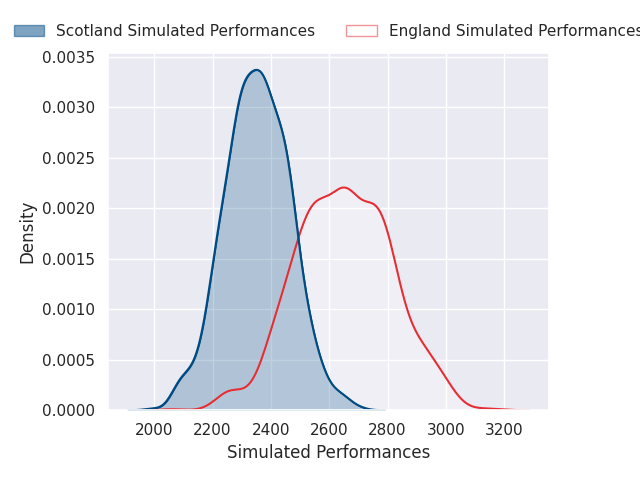 Scotland Simulated Performances
England Simulated Performances
0.0035
0.0030
0.0025
0.0020
0.0015
0.0010
0.0005
0.0000
Density
2000 2200 2400 2600 2800 3000 3200
Simulated Performances